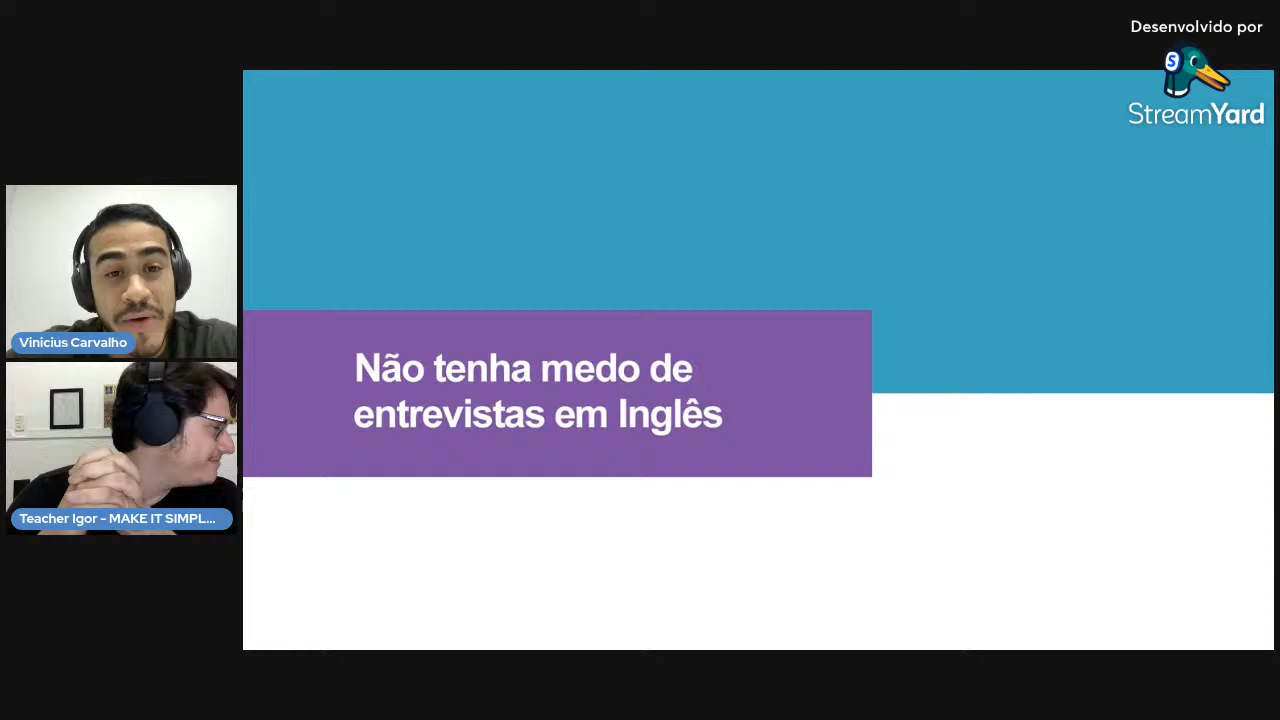 Desenvolvido por
S
StreamYard
Vinicius Carvalho
Teacher Igor - MAKE IT SIMPL...
Não tenha medo de
entrevistas em Inglês